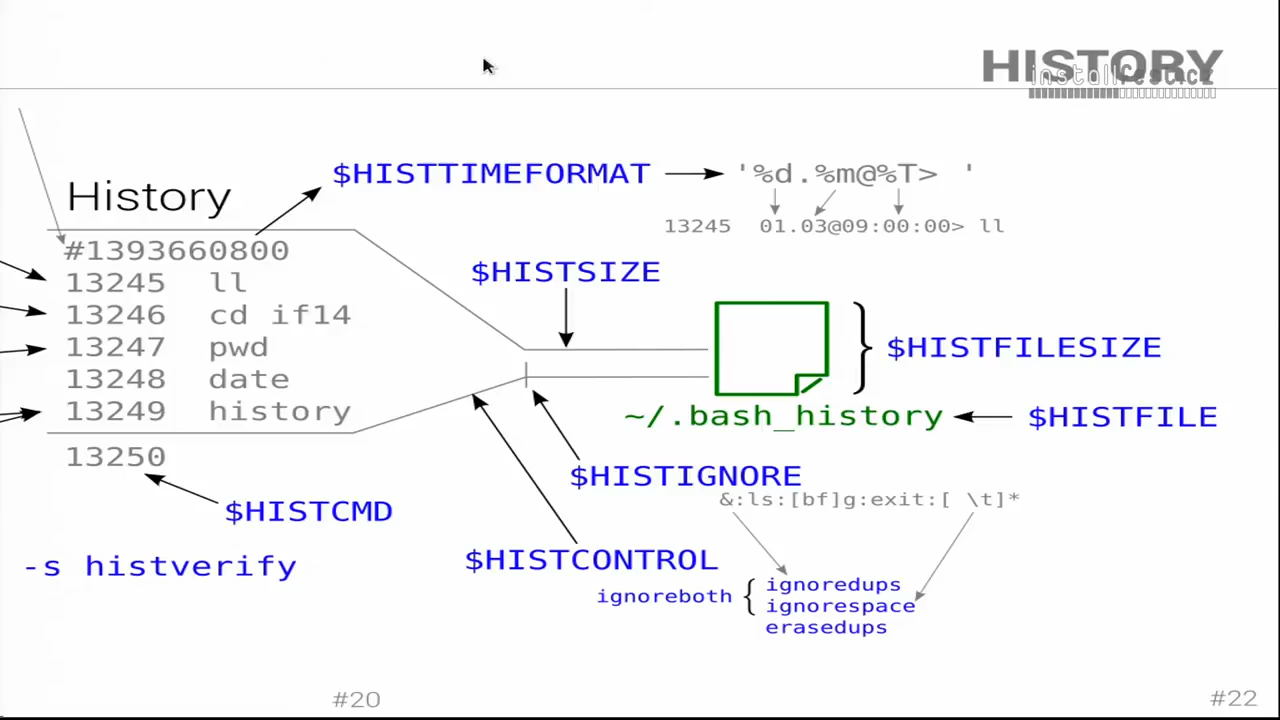 HISTORY
installfest.cz
$HISTTIMEFORMAT
'%d.%m@%T> '
13245 01.03@09:00:00> ll
History
#1393660800
13245 ll
13246 cd if14
13247 pwd
13248 date
13249 history
13250
$HISTCMD
-s histverify
$HISTSIZE
$HISTFILESIZE
~/.bash_history
$HISTFILE
$HISTIGNORE
&:ls:[bf]g:exit:[ \t]*
$HISTCONTROL
ignoreboth
ignoredups
ignorespace
erasedups
#20
#22